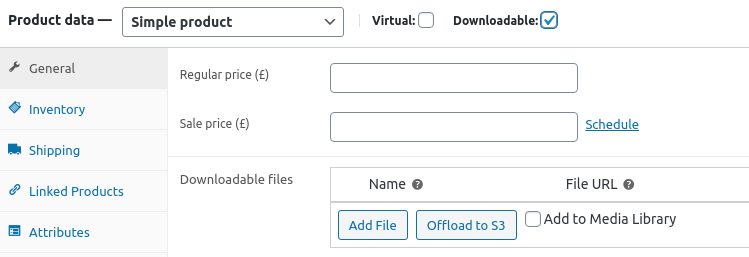 Product data — Simple product Virtual: Downloadable:
General
Inventory
Shipping
Linked Products
Attributes
Regular price (£)
Sale price (£) Schedule
Downloadable files
Name ? File URL ?
Add File Offload to S3 Add to Media Library